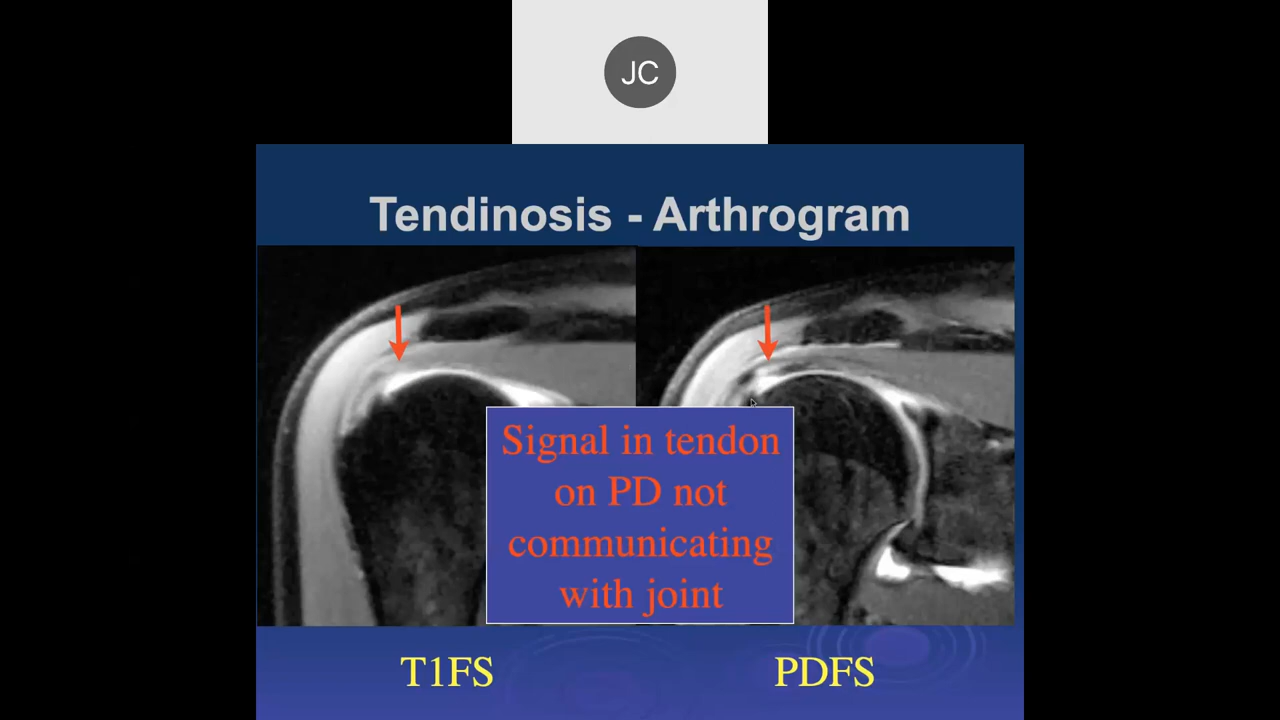 JC
Tendinosis - Arthrogram
Signal in tendon
on PD not
communicating
with joint
T1FS
PDFS